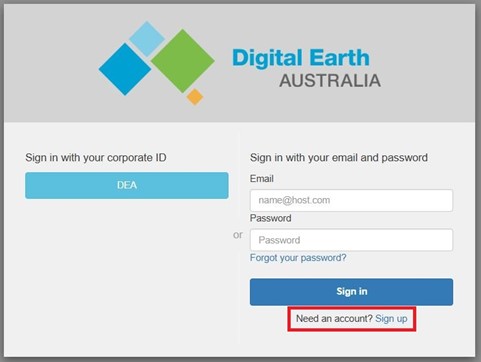 Digital Earth
AUSTRALIA
Sign in with your corporate ID
DEA
or
Sign in with your email and password
Email
name@host.com
Password
Password
Forgot your password?
Sign in
Need an account? Sign up